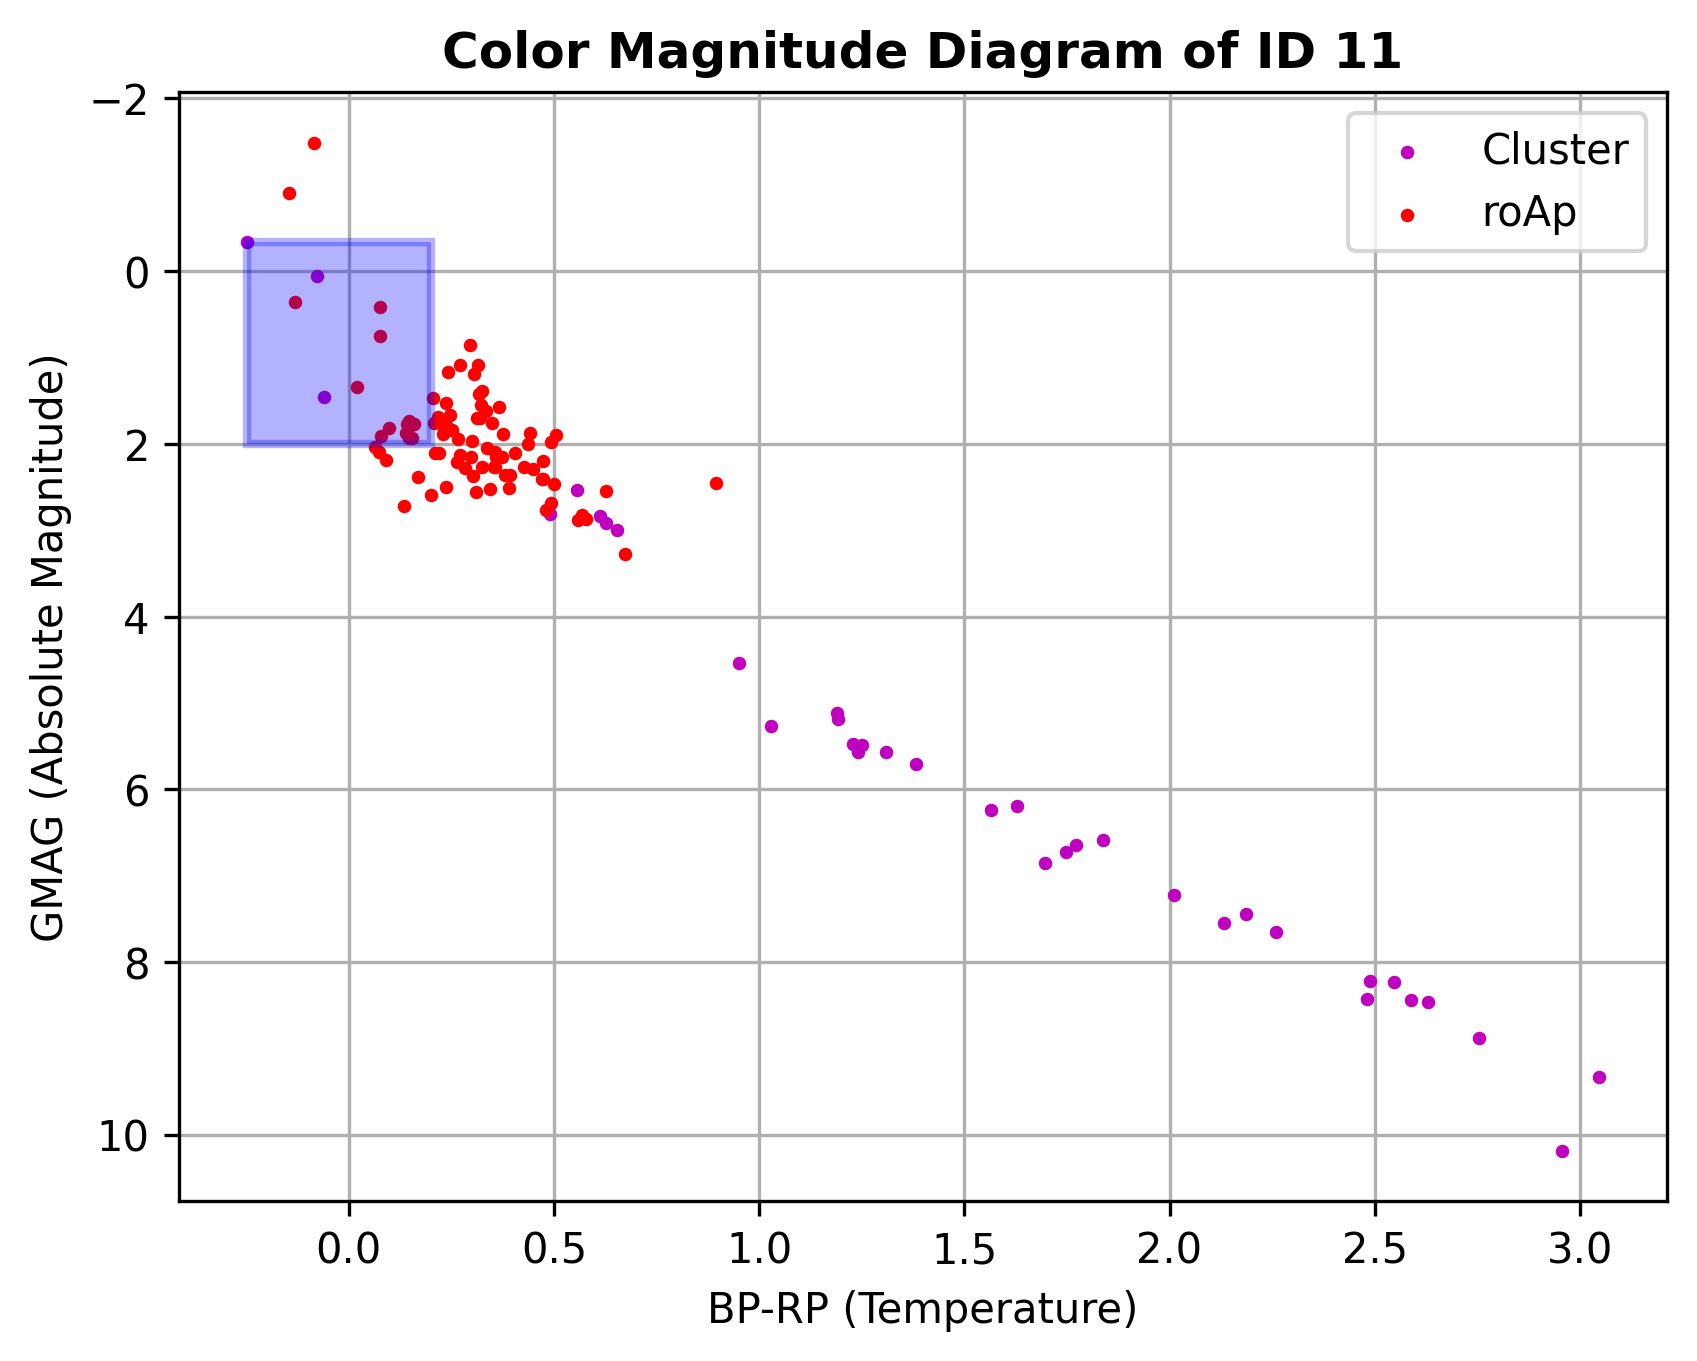 Color Magnitude Diagram of ID 11
Cluster
roAp
GMAG (Absolute Magnitude)
−2
0
2
4
6
8
10
0.0 0.5 1.0 1.5 2.0 2.5 3.0
BP-RP (Temperature)